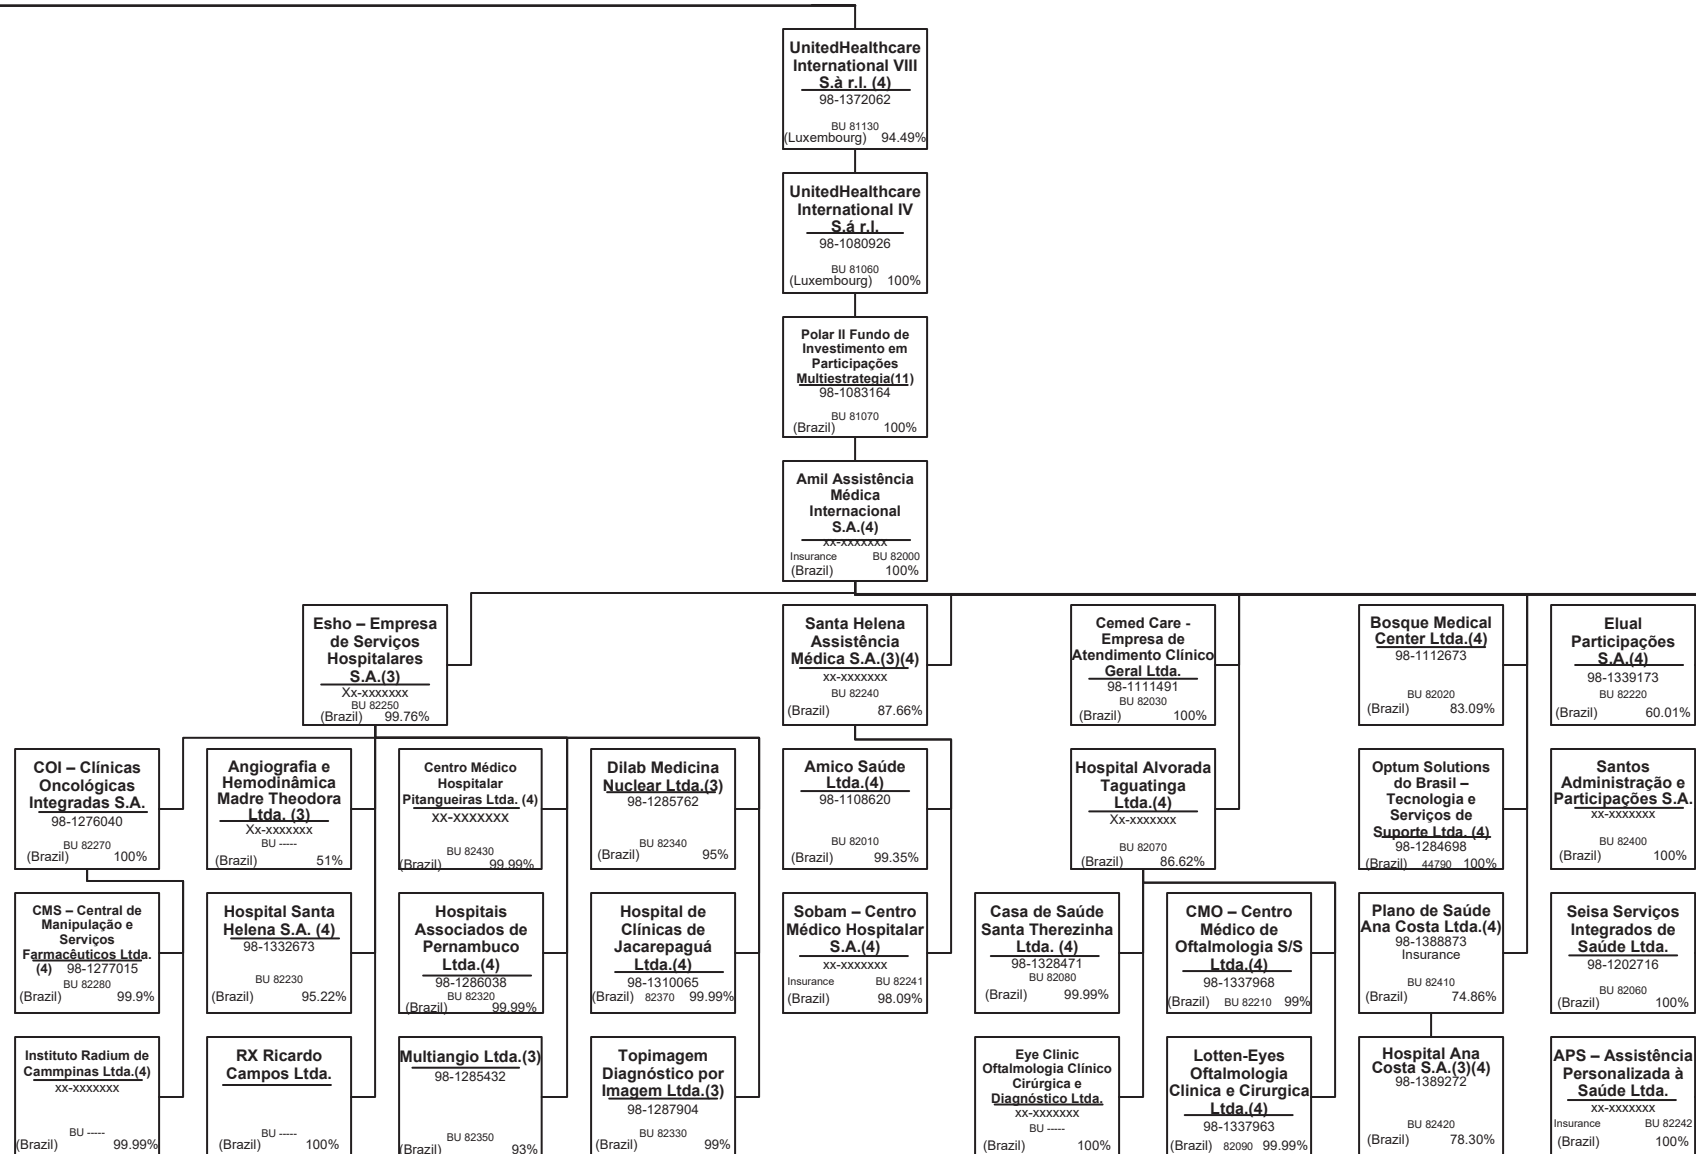 UnitedHealthcare
International VIII
S.à r.l. (4)
98-1372062
BU 81130
(Luxembourg) 94.49%
UnitedHealthcare
International IV
S.á r.l.
98-1080926
BU 81060
(Luxembourg) 100%
Polar II Fundo de
Investimento em
Participações
Multiestrategia(11)
98-1083164
BU 81070
(Brazil) 100%
Amil Assistência
Médica
Internacional
S.A.(4)
xx-xxxxxxx
Insurance BU 82000
(Brazil) 100%
Esho – Empresa
de Serviços
Hospitalares
S.A.(3)
Xx-xxxxxxx
BU 82250
(Brazil) 99.76%
Santa Helena
Assistência
Médica S.A.(3)(4)
xx-xxxxxxx
BU 82240
(Brazil) 87.66%
Cemed Care -
Empresa de
Atendimento Clínico
Geral Ltda.
98-1111491
BU 82030
(Brazil) 100%
Bosque Medical
Center Ltda.(4)
98-1112673
BU 82020
(Brazil) 83.09%
Elual
Participações
S.A.(4)
98-1339173
BU 82220
(Brazil) 60.01%
COI – Clínicas
Oncológicas
Integradas S.A.
98-1276040
BU 82270
(Brazil) 100%
Angiografia e
Hemodinâmica
Madre Theodora
Ltda. (3)
Xx-xxxxxxx
BU -----
(Brazil) 51%
Centro Médico
Hospitalar
Pitangueiras Ltda. (4)
xx-xxxxxxx
BU 82430
(Brazil) 99.99%
Dilab Medicina
Nuclear Ltda.(3)
98-1285762
BU 82340
(Brazil) 95%
Amico Saúde
Ltda.(4)
98-1108620
BU 82010
(Brazil) 99.35%
Hospital Alvorada
Taguatinga
Ltda.(4)
Xx-xxxxxxx
BU 82070
(Brazil) 86.62%
Optum Solutions
do Brasil –
Tecnologia e
Serviços de
Suporte Ltda. (4)
98-1284698
(Brazil) 44790 100%
Santos
Administração e
Participações S.A.
xx-xxxxxxx
BU 82400
(Brazil) 100%
CMS – Central de
Manipulação e
Serviços
Farmacêuticos Ltda.
(4) 98-1277015
BU 82280
(Brazil) 99.9%
Hospital Santa
Helena S.A. (4)
98-1332673
BU 82230
(Brazil) 95.22%
Hospitais
Associados de
Pernambuco
Ltda.(4)
98-1286038
BU 82320
(Brazil) 99.99%
Hospital de
Clínicas de
Jacarepaguá
Ltda.(4)
98-1310065
(Brazil) 82370 99.99%
Sobam – Centro
Médico Hospitalar
S.A.(4)
xx-xxxxxxx
Insurance BU 82241
(Brazil) 98.09%
Casa de Saúde
Santa Therezinha
Ltda. (4)
98-1328471
BU 82080
(Brazil) 99.99%
CMO – Centro
Médico de
Oftalmologia S/S
Ltda.(4)
98-1337968
(Brazil) BU 82210 99%
Plano de Saúde
Ana Costa Ltda.(4)
98-1388873
Insurance
BU 82410
(Brazil) 74.86%
Seisa Serviços
Integrados de
Saúde Ltda.
98-1202716
BU 82060
(Brazil) 100%
Instituto Radium de
Cammpinas Ltda.(4)
xx-xxxxxxx
BU -----
(Brazil) 99.99%
RX Ricardo
Campos Ltda.
BU -----
(Brazil) 100%
Multiangio Ltda.(3)
98-1285432
BU 82350
(Brazil) 93%
Topimagem
Diagnóstico por
Imagem Ltda.(3)
98-1287904
BU 82330
(Brazil) 99%
Eye Clinic
Oftalmologia Clínico
Cirúrgica e
Diagnóstico Ltda.
xx-xxxxxxx
BU -----
(Brazil) 100%
Lotten-Eyes
Oftalmologia
Clinica e Cirurgica
Ltda.(4)
98-1337963
(Brazil) 82090 99.99%
Hospital Ana
Costa S.A.(3)(4)
98-1389272
BU 82420
(Brazil) 78.30%
APS – Assistência
Personalizada à
Saúde Ltda.
xx-xxxxxxx
Insurance BU 82242
(Brazil) 100%